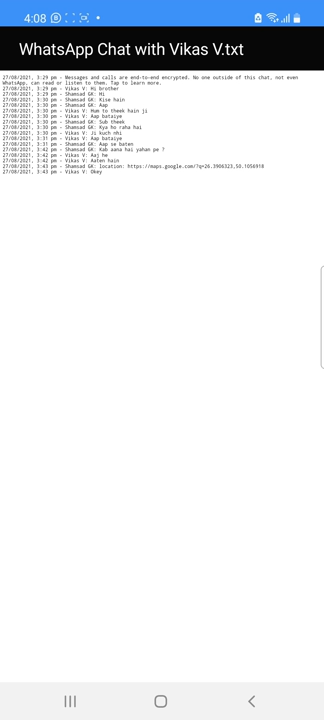 4:08
WhatsApp Chat with Vikas V.txt
27/08/2021, 3:29 pm - Messages and calls are end-to-end encrypted. No one outside of this chat, not even
WhatsApp, can read or listen to them. Tap to learn more.
27/08/2021, 3:29 pm - Vikas V: Hi brother
27/08/2021, 3:29 pm - Shamsad GK: Hi
27/08/2021, 3:30 pm - Shamsad GK: Kise hain
27/08/2021, 3:30 pm - Shamsad GK: Aap
27/08/2021, 3:30 pm - Vikas V: Hum to theek hain ji
27/08/2021, 3:30 pm - Vikas V: Aap bataiye
27/08/2021, 3:30 pm - Shamsad GK: Sub theek
27/08/2021, 3:30 pm - Shamsad GK: Kya ho raha hai
27/08/2021, 3:30 pm - Vikas V: Ji kuch nhi
27/08/2021, 3:31 pm - Vikas V: Aap bataiye
27/08/2021, 3:31 pm - Shamsad GK: Aap se baten
27/08/2021, 3:42 pm - Shamsad GK: Kab aana hai yahan pe ?
27/08/2021, 3:42 pm - Vikas V: Aaj he
27/08/2021, 3:42 pm - Vikas V: Aaten hain
27/08/2021, 3:43 pm - Shamsad GK: location: https://maps.google.com/?q=26.3906323,50.1056918
27/08/2021, 3:43 pm - Vikas V: Okey